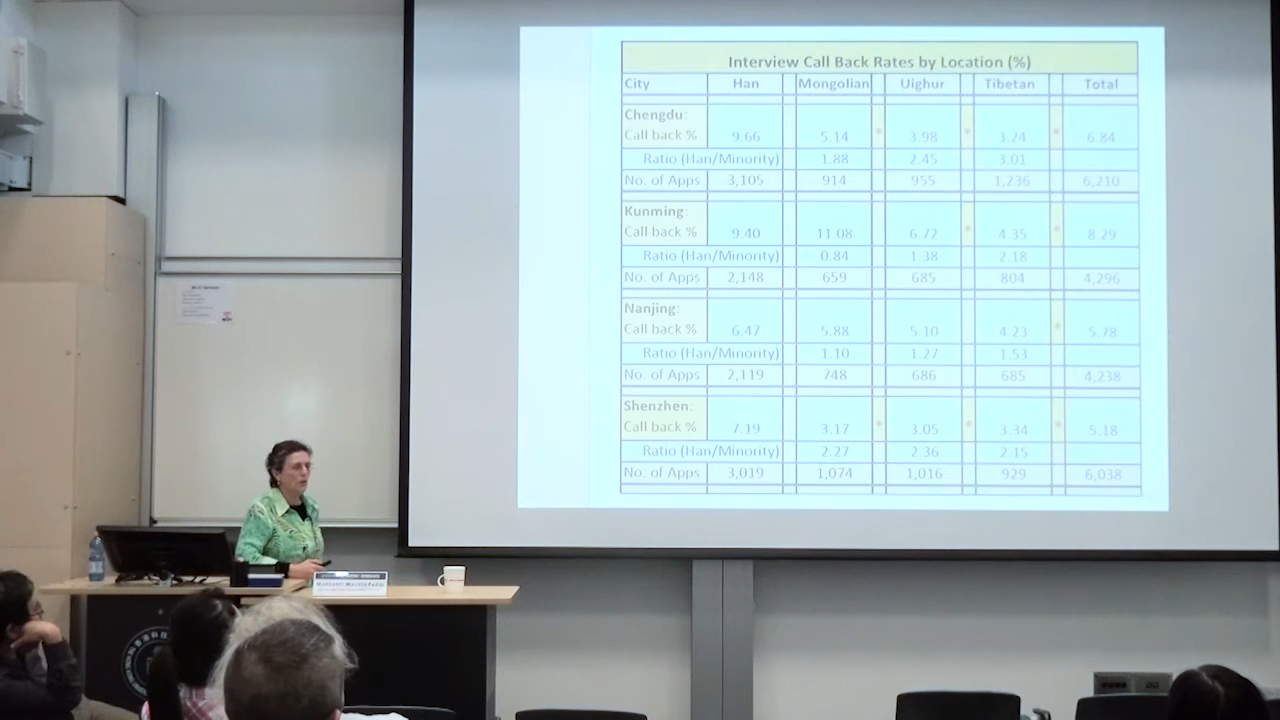 Interview Call Back Rates by Location (%)
City Han Mongolian Uighur Tibetan Total
Chengdu:
Call back % 9.66 5.14 * 3.98 * 3.24 * 6.84
Ratio (Han/Minority) 1.88 2.45 3.01
No. of Apps 3,105 914 955 1,236 6,210
Kunming:
Call back % 9.40 11.08 6.72 * 4.35 * 8.29
Ratio (Han/Minority) 0.84 1.38 2.18
No. of Apps 2,148 659 685 804 4,296
Nanjing:
Call back % 6.47 5.88 5.10 4.23 * 5.78
Ratio (Han/Minority) 1.10 1.27 1.53
No. of Apps 2,119 748 686 685 4,238
Shenzhen:
Call back % 7.19 3.17 * 3.05 * 3.34 * 5.18
Ratio (Han/Minority) 2.27 2.36 2.15
No. of Apps 3,019 1,074 1,016 929 6,038